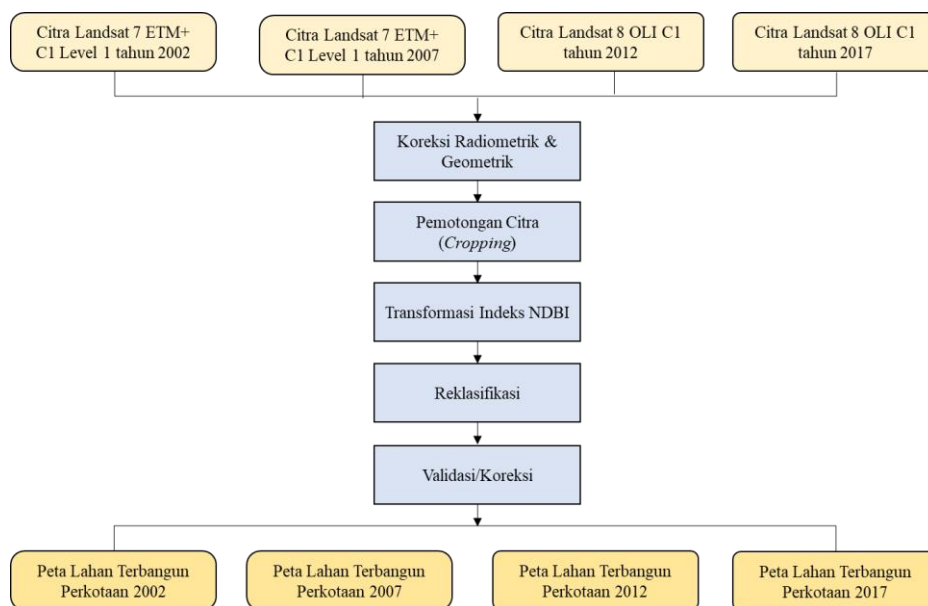 Citra Landsat 7 ETM+
C1 Level 1 tahun 2002
Citra Landsat 7 ETM+
C1 Level 1 tahun 2007
Citra Landsat 8 OLI C1
tahun 2012
Citra Landsat 8 OLI C1
tahun 2017
Koreksi Radiometrik &
Geometrik
Pemotongan Citra
(Cropping)
Transformasi Indeks NDBI
Reklasifikasi
Validasi/Koreksi
Peta Lahan Terbangun
Perkotaan 2002
Peta Lahan Terbangun
Perkotaan 2007
Peta Lahan Terbangun
Perkotaan 2012
Peta Lahan Terbangun
Perkotaan 2017